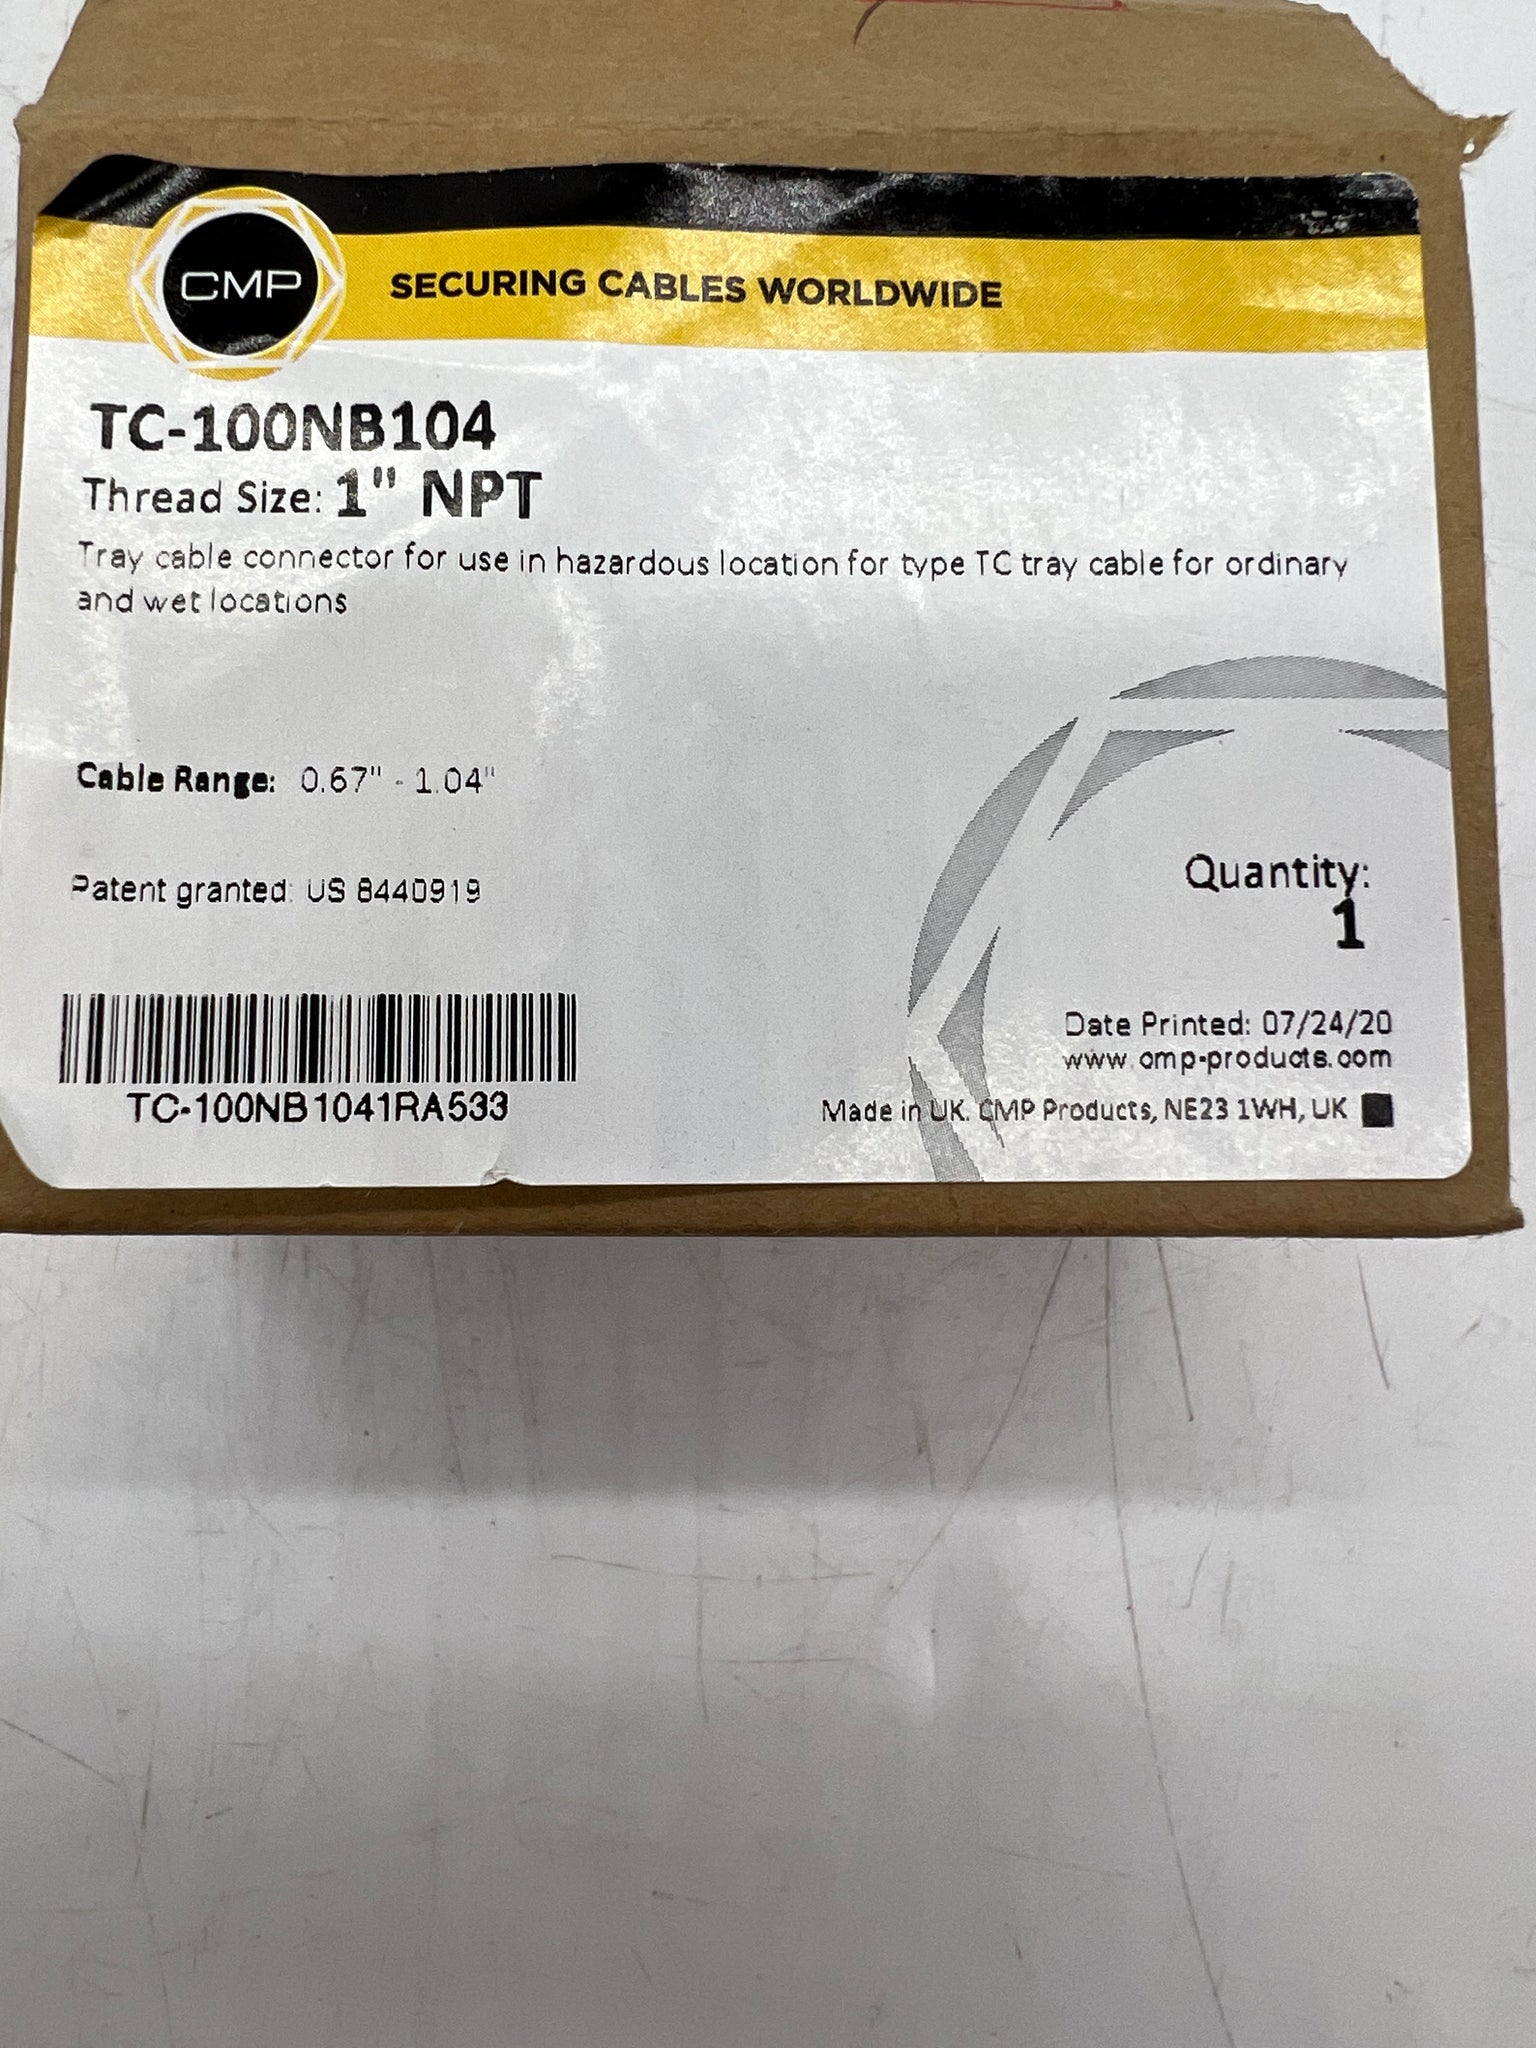 CMP
SECURING CABLES WORLDWIDE
TC-100NB104
Thread Size: 1" NPT
Tray cable connector for use in hazardous location for type TC tray cable for ordinary
and wet locations
Cable Range: 0.67" - 1.04"
Patent granted: US 8440919
Quantity:
1
Date Printed: 07/24/20
www.cmp-products.com
TC-100NB1041RA533
Made in UK. CMP Products, NE23 1WH, UK